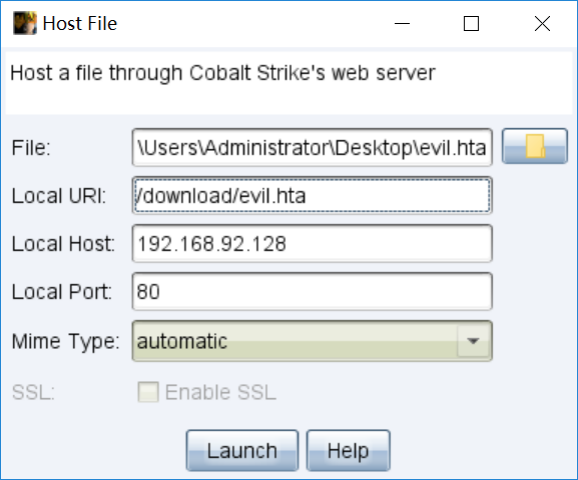 Host File
Host a file through Cobalt Strike's web server
File: \Users\Administrator\Desktop\evil.hta
Local URI: /download/evil.hta
Local Host: 192.168.92.128
Local Port: 80
Mime Type: automatic
SSL: Enable SSL
Launch Help